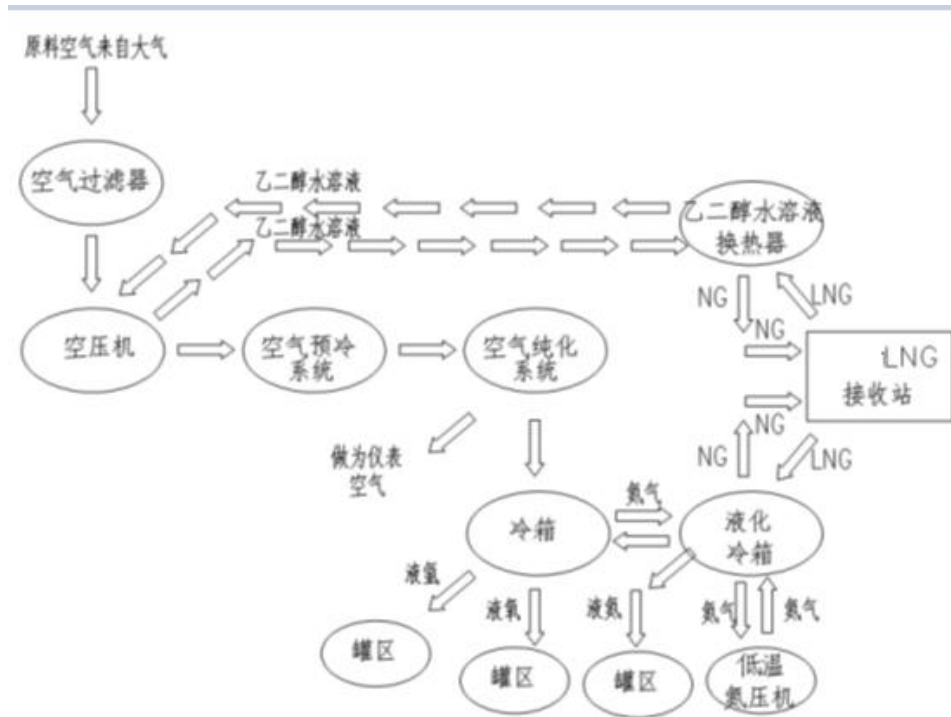 原料空气来自大气
空气过滤器
乙二醇水溶液
乙二醇水溶液
乙二醇水溶液
换热器
NG
LNG
NG
空压机
空气预冷
系统
空气纯化
系统
LNG
接收站
NG
NG
LNG
做为仪表
空气
冷箱
氮气
液化
冷箱
液氩
液氧
液氮
氮气
氮气
罐区
罐区
罐区
低温
氮压机